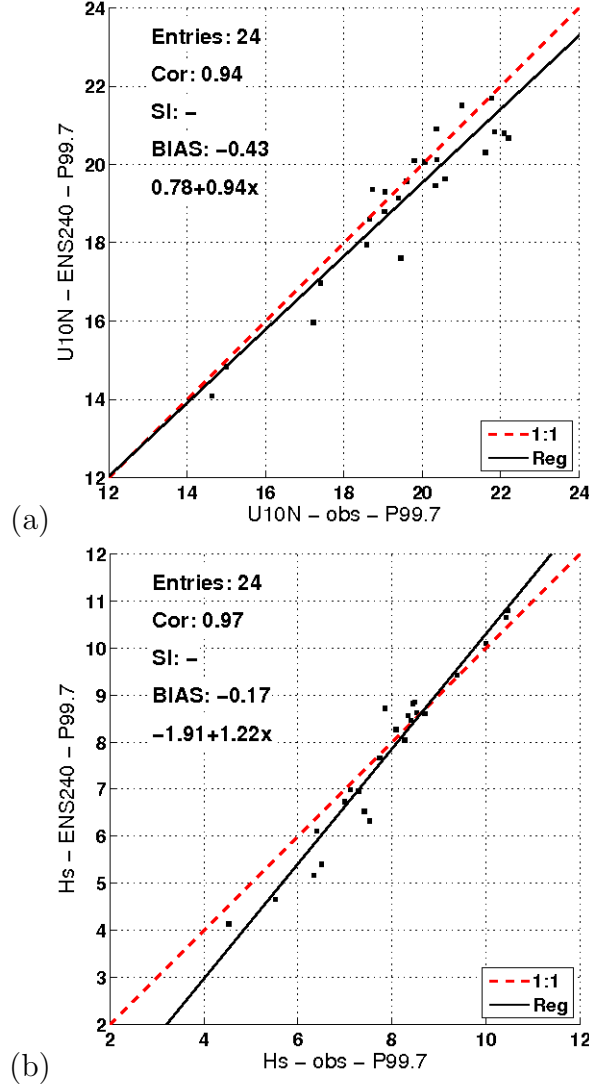 24
22
20
18
16
14
12
U10N – ENS240 – P99.7
Entries: 24
Cor: 0.94
SI: –
BIAS: –0.43
0.78+0.94x
1:1
Reg
12 14 16 18 20 22 24
U10N – obs – P99.7
(a)
12
11
10
9
8
7
6
5
4
3
2
Hs – ENS240 – P99.7
Entries: 24
Cor: 0.97
SI: –
BIAS: –0.17
–1.91+1.22x
1:1
Reg
2 4 6 8 10 12
Hs – obs – P99.7
(b)